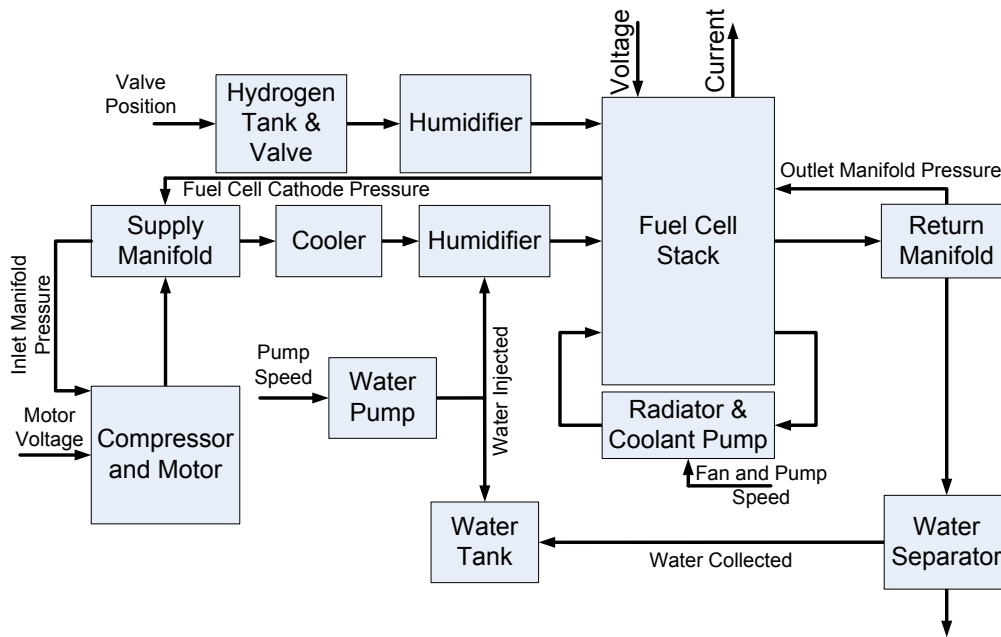 Voltage
Current
Valve
Position
Hydrogen
Tank &
Valve
Humidifier
Fuel Cell Cathode Pressure
Outlet Manifold Pressure
Supply
Manifold
Cooler
Humidifier
Fuel Cell
Stack
Return
Manifold
Inlet Manifold
Pressure
Pump
Speed
Water
Pump
Water Injected
Radiator &
Coolant Pump
Motor
Voltage
Compressor
and Motor
Fan and Pump
Speed
Water
Tank
Water Collected
Water
Separator